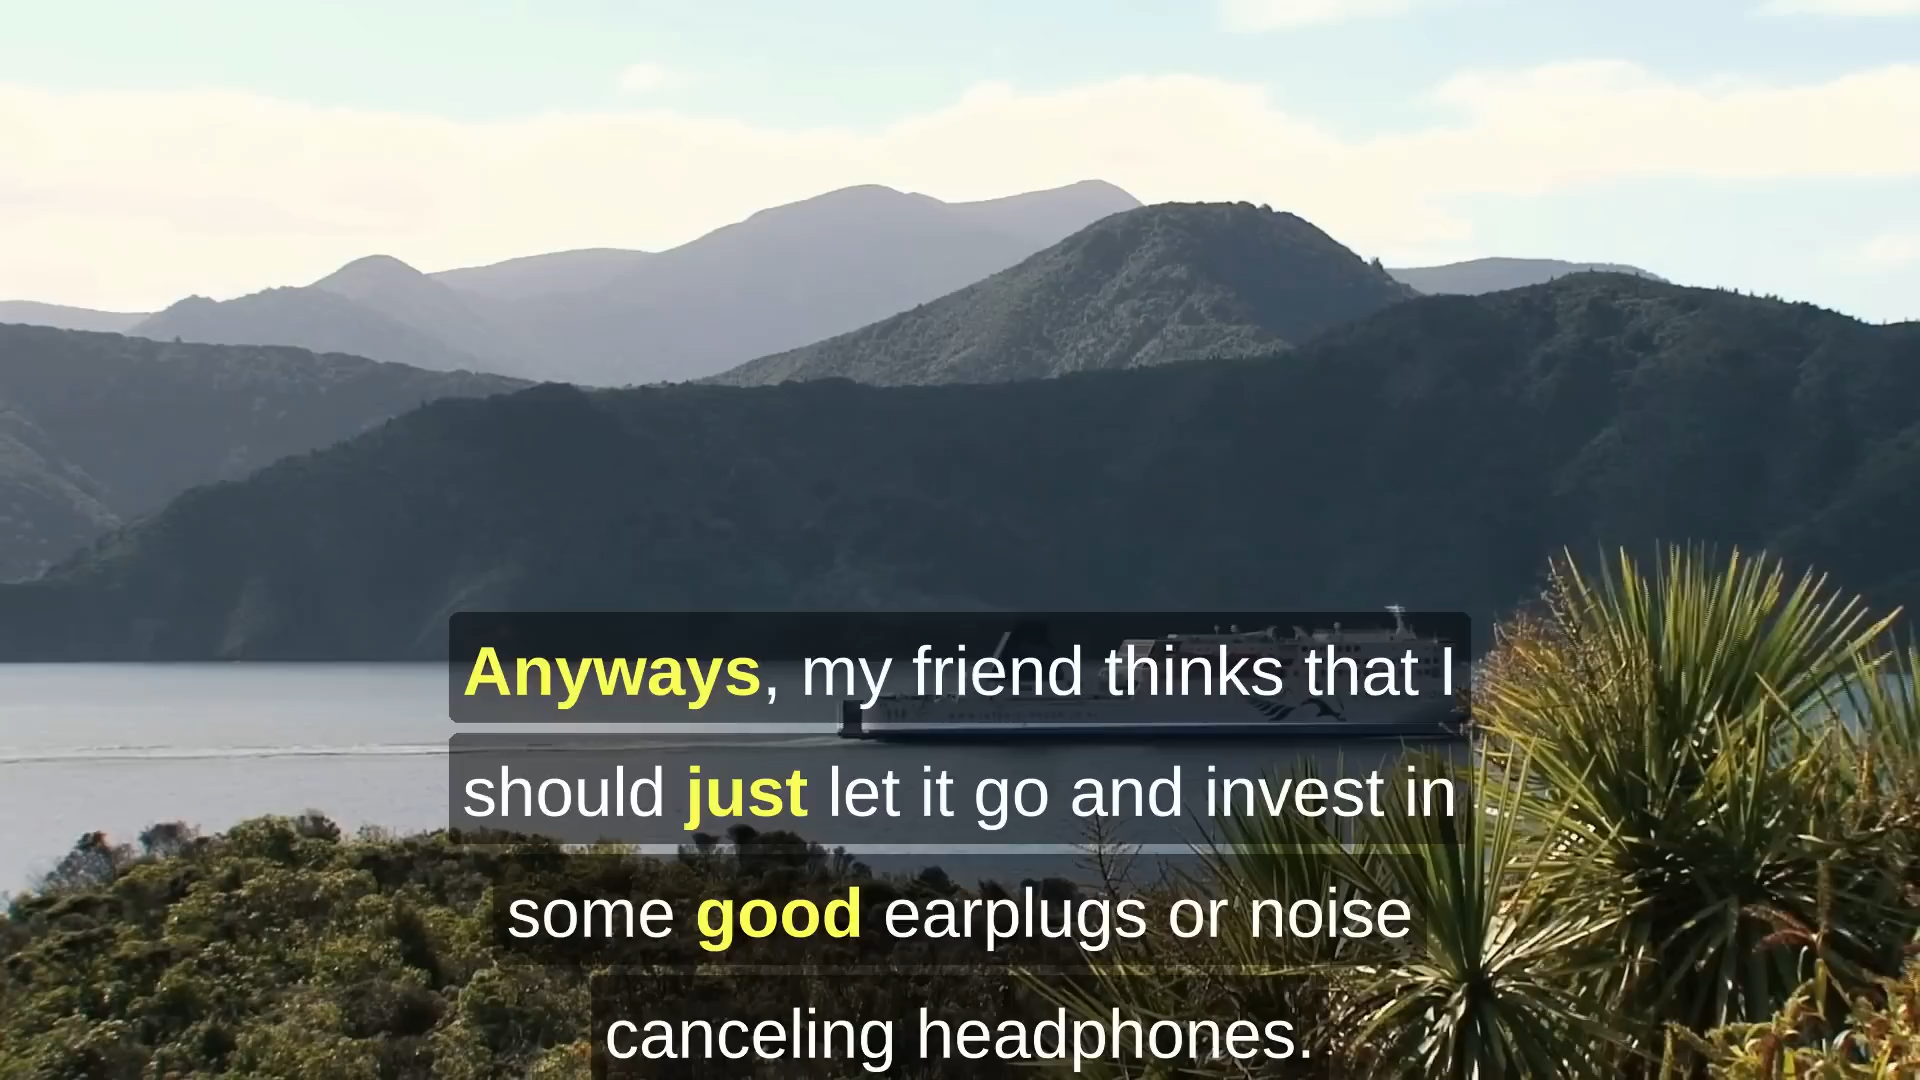 Anyways, my friend thinks that I
should just let it go and invest in
some good earplugs or noise
canceling headphones.